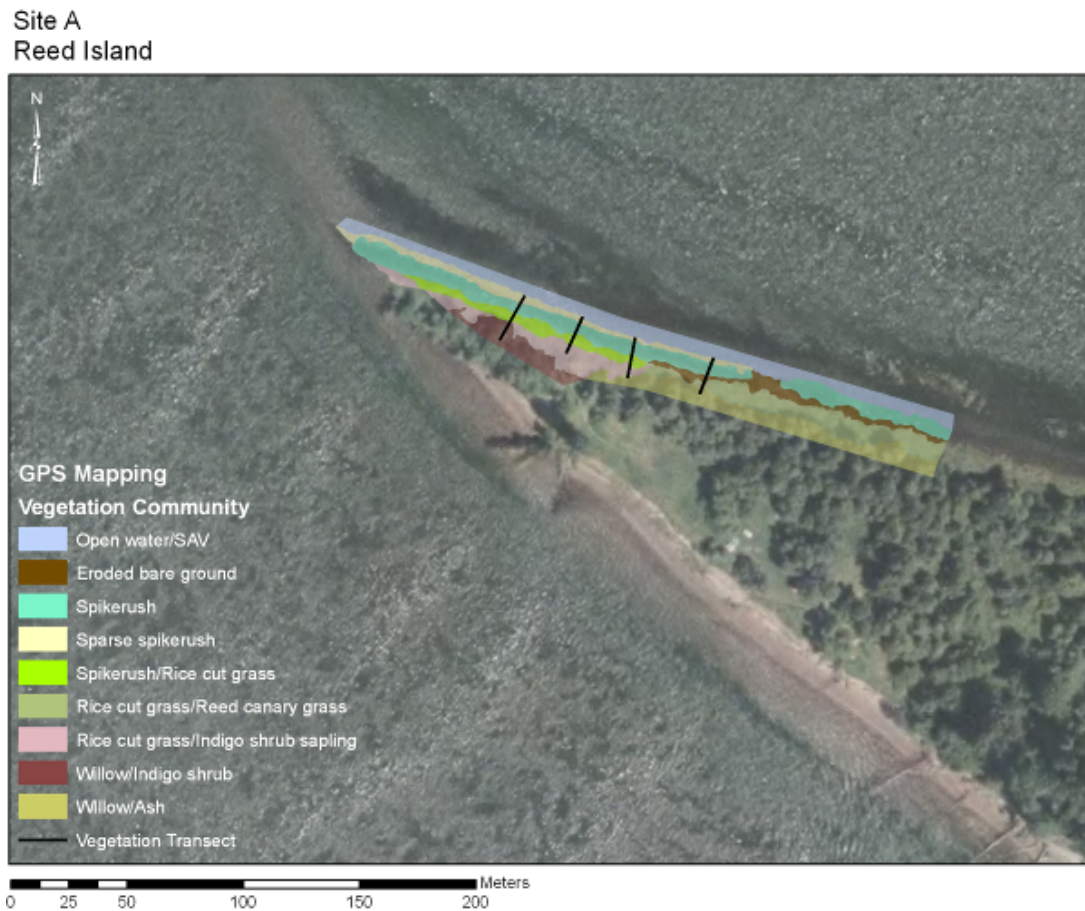 Site A
Reed Island
N
GPS Mapping
Vegetation Community
Open water/SAV
Eroded bare ground
Spikerush
Sparse spikerush
Spikerush/Rice cut grass
Rice cut grass/Reed canary grass
Rice cut grass/Indigo shrub sapling
Willow/Indigo shrub
Willow/Ash
Vegetation Transect
Meters
0 25 50 100 150 200